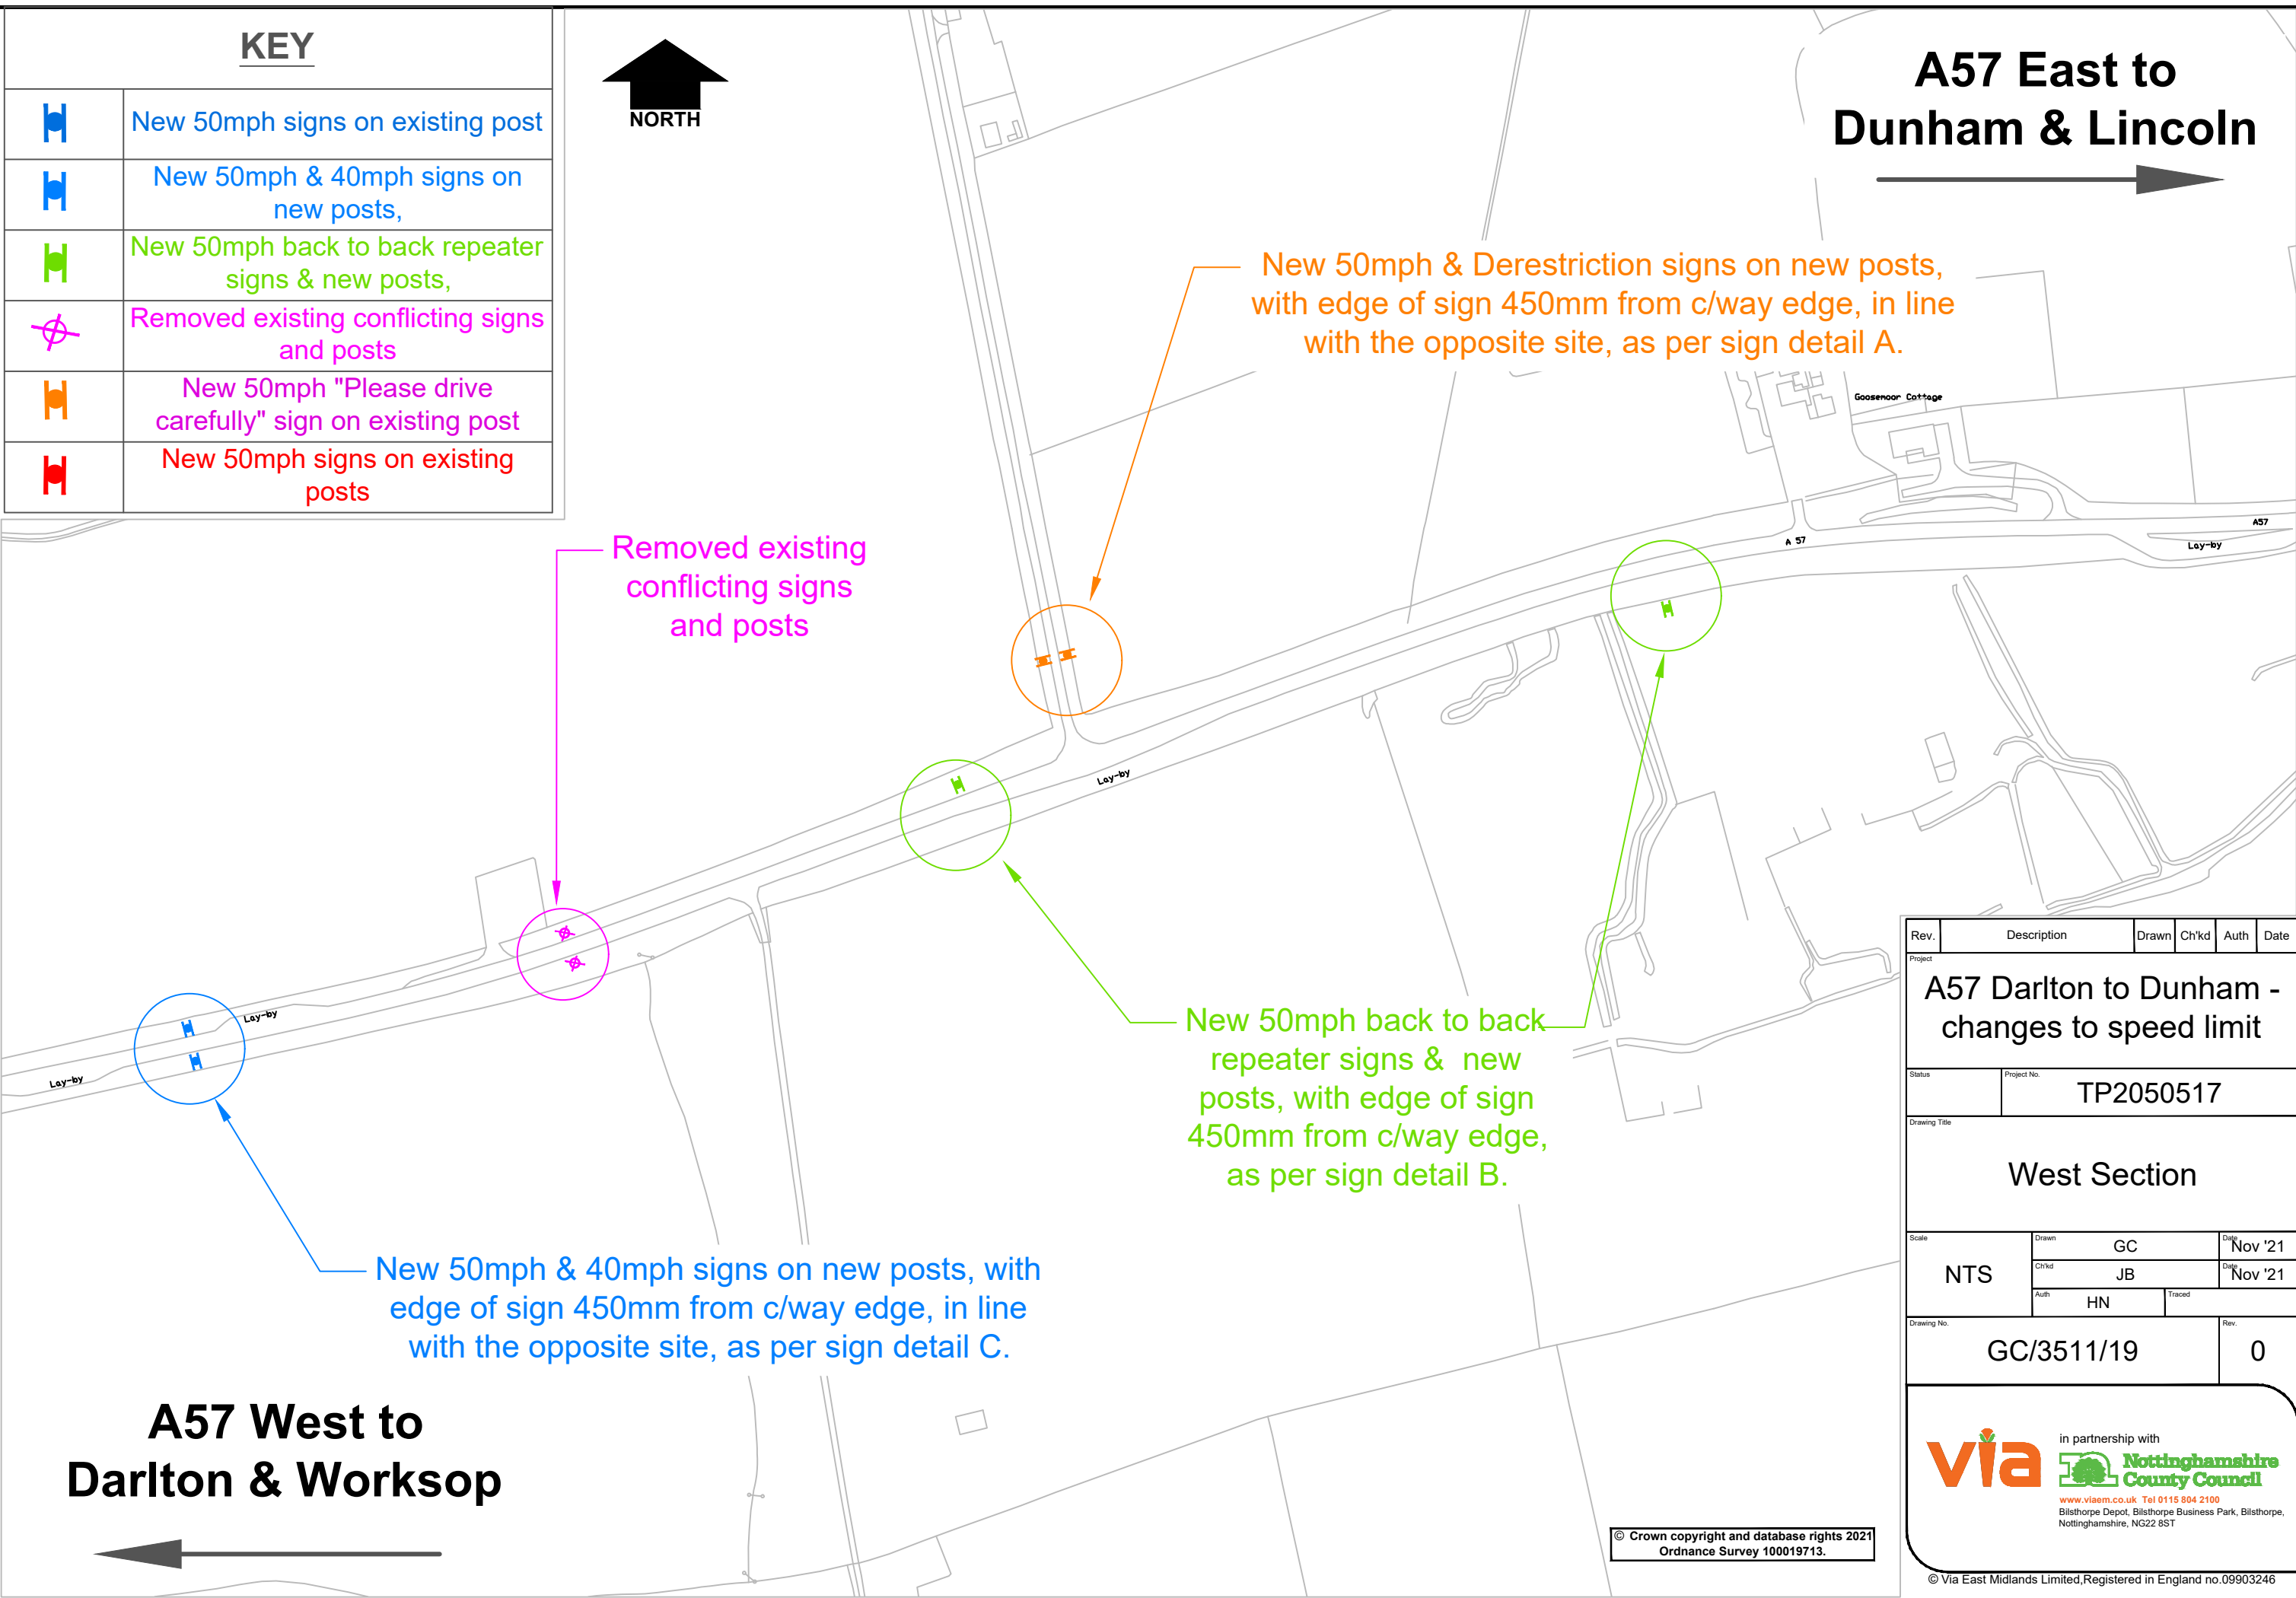 KEY
New 50mph signs on existing post
New 50mph & 40mph signs on
new posts,
New 50mph back to back repeater
signs & new posts,
Removed existing conflicting signs
and posts
New 50mph "Please drive
carefully" sign on existing post
New 50mph signs on existing
posts
NORTH
A57 East to
Dunham & Lincoln
New 50mph & Derestriction signs on new posts,
with edge of sign 450mm from c/way edge, in line
with the opposite site, as per sign detail A.
Goosemoor Cottage
A57
A 57
Lay-by
Removed existing
conflicting signs
and posts
Lay-by
Lay-by
Lay-by
New 50mph back to back
repeater signs & new
posts, with edge of sign
450mm from c/way edge,
as per sign detail B.
New 50mph & 40mph signs on new posts, with
edge of sign 450mm from c/way edge, in line
with the opposite site, as per sign detail C.
A57 West to
Darlton & Worksop
© Crown copyright and database rights 2021
Ordnance Survey 100019713.
Rev. Description Drawn Ch'kd Auth Date
Project
A57 Darlton to Dunham -
changes to speed limit
Status Project No.
TP2050517
Drawing Title
West Section
Scale Drawn Date
NTS GC Nov '21
Ch'kd Date
JB Nov '21
Auth Traced
HN
Drawing No. Rev.
GC/3511/19 0
via
in partnership with
Nottinghamshire
County Council
www.viaem.co.uk Tel 0115 804 2100
Bilsthorpe Depot, Bilsthorpe Business Park, Bilsthorpe,
Nottinghamshire, NG22 8ST
© Via East Midlands Limited,Registered in England no.09903246